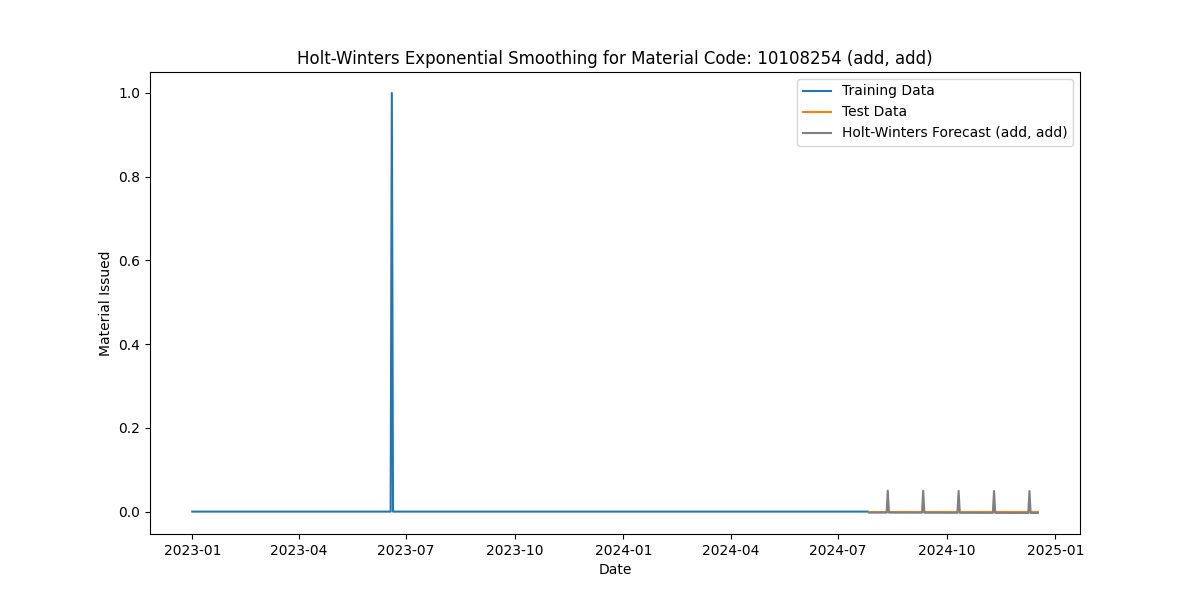 Holt-Winters Exponential Smoothing for Material Code: 10108254 (add, add)
Training Data
Test Data
Holt-Winters Forecast (add, add)
Material Issued
1.0
0.8
0.6
0.4
0.2
0.0
2023-01 2023-04 2023-07 2023-10 2024-01 2024-04 2024-07 2024-10 2025-01
Date